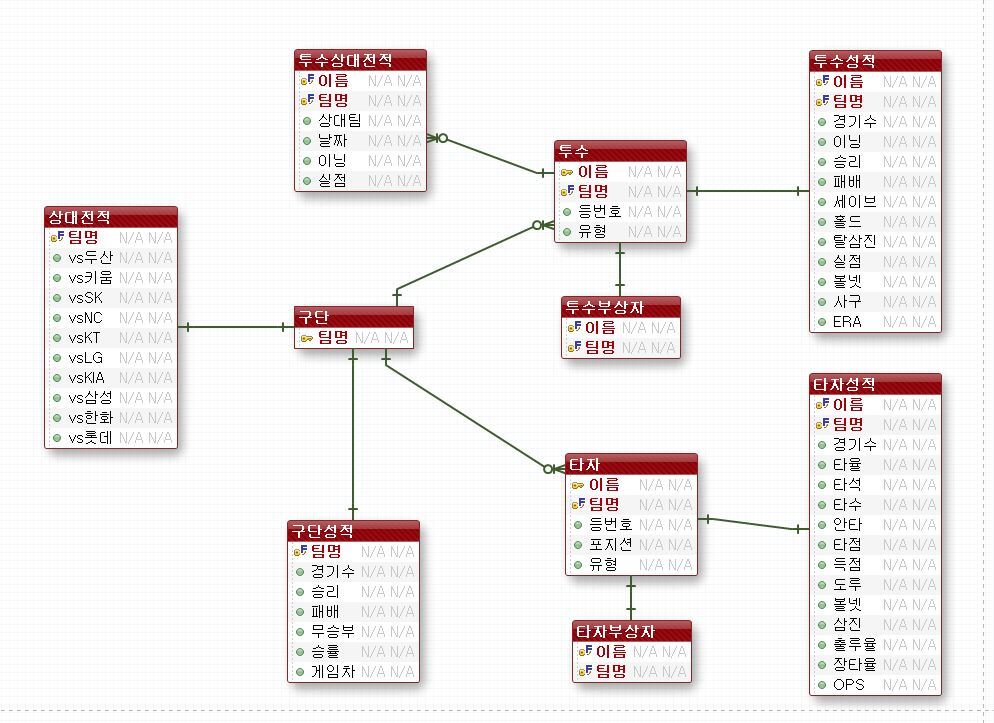 투수상대전적
이름 N/A N/A
팀명 N/A N/A
상대팀 N/A N/A
날짜 N/A N/A
이닝 N/A N/A
실점 N/A N/A
투수
이름 N/A N/A
팀명 N/A N/A
등번호 N/A N/A
유형 N/A N/A
투수성적
이름 N/A N/A
팀명 N/A N/A
경기수 N/A N/A
이닝 N/A N/A
승리 N/A N/A
패배 N/A N/A
세이브 N/A N/A
홀드 N/A N/A
탈삼진 N/A N/A
실점 N/A N/A
볼넷 N/A N/A
사구 N/A N/A
ERA N/A N/A
상대전적
팀명 N/A N/A
vs두산 N/A N/A
vs키움 N/A N/A
vsSK N/A N/A
vsNC N/A N/A
vsKT N/A N/A
vsLG N/A N/A
vsKIA N/A N/A
vs삼성 N/A N/A
vs한화 N/A N/A
vs롯데 N/A N/A
구단
팀명 N/A N/A
투수부상자
이름 N/A N/A
팀명 N/A N/A
구단성적
팀명 N/A N/A
경기수 N/A N/A
승리 N/A N/A
패배 N/A N/A
무승부 N/A N/A
승률 N/A N/A
게임차 N/A N/A
타자
이름 N/A N/A
팀명 N/A N/A
등번호 N/A N/A
포지션 N/A N/A
유형 N/A N/A
타자부상자
이름 N/A N/A
팀명 N/A N/A
타자성적
이름 N/A N/A
팀명 N/A N/A
경기수 N/A N/A
타율 N/A N/A
타석 N/A N/A
타수 N/A N/A
안타 N/A N/A
타점 N/A N/A
득점 N/A N/A
도루 N/A N/A
볼넷 N/A N/A
삼진 N/A N/A
출루율 N/A N/A
장타율 N/A N/A
OPS N/A N/A